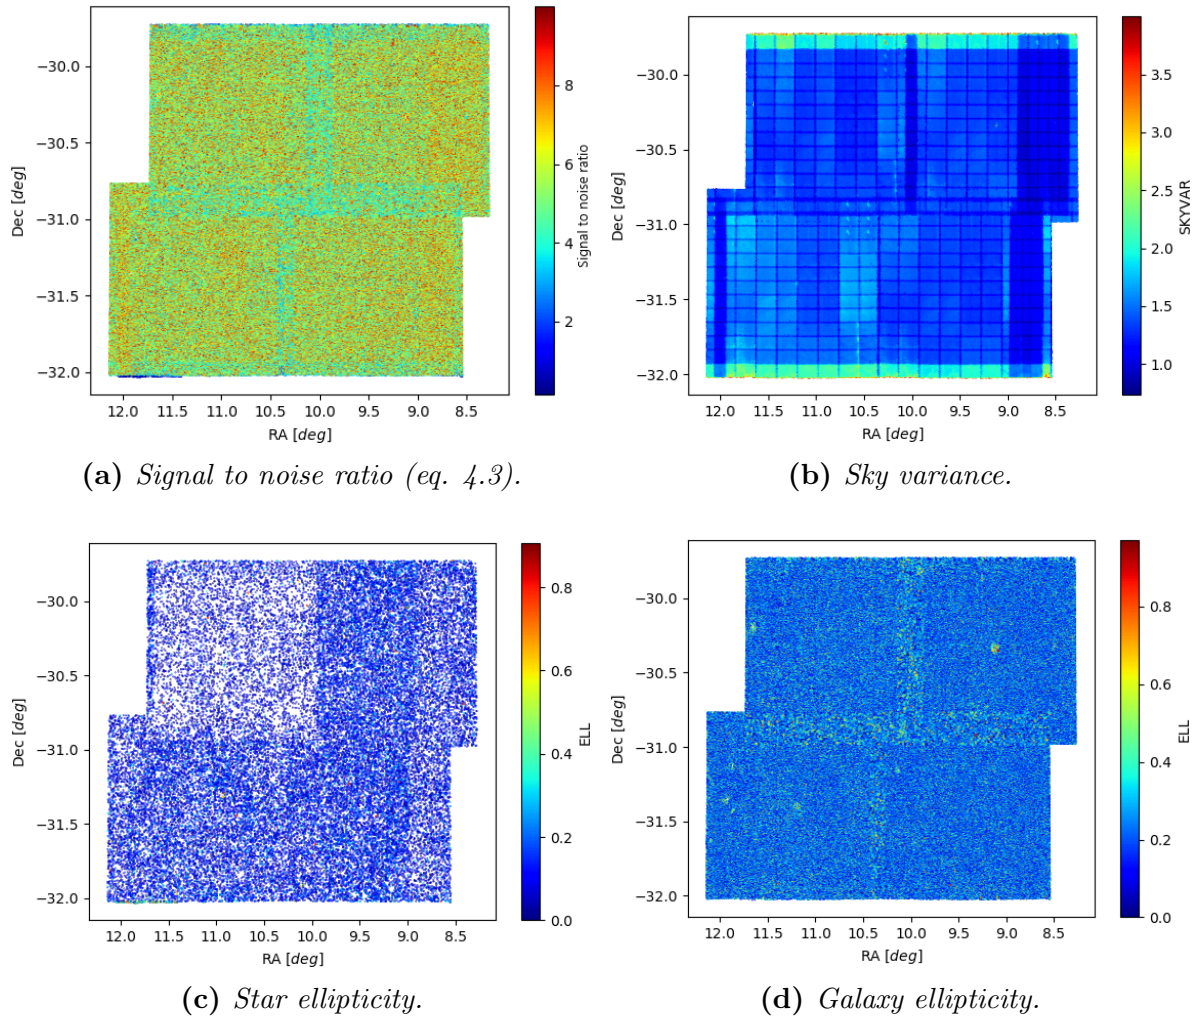 −30.0
−30.5
−31.0
−31.5
−32.0
Dec [deg]
12.0 11.5 11.0 10.5 10.0 9.5 9.0 8.5
RA [deg]
8
6
4
2
Signal to noise ratio
(a) Signal to noise ratio (eq. 4.3).
−30.0
−30.5
−31.0
−31.5
−32.0
Dec [deg]
12.0 11.5 11.0 10.5 10.0 9.5 9.0 8.5
RA [deg]
3.5
3.0
2.5
2.0
1.5
1.0
SKYVAR
(b) Sky variance.
−30.0
−30.5
−31.0
−31.5
−32.0
Dec [deg]
12.0 11.5 11.0 10.5 10.0 9.5 9.0 8.5
RA [deg]
0.8
0.6
0.4
0.2
0.0
ELL
(c) Star ellipticity.
−30.0
−30.5
−31.0
−31.5
−32.0
Dec [deg]
12.0 11.5 11.0 10.5 10.0 9.5 9.0 8.5
RA [deg]
0.8
0.6
0.4
0.2
0.0
ELL
(d) Galaxy ellipticity.